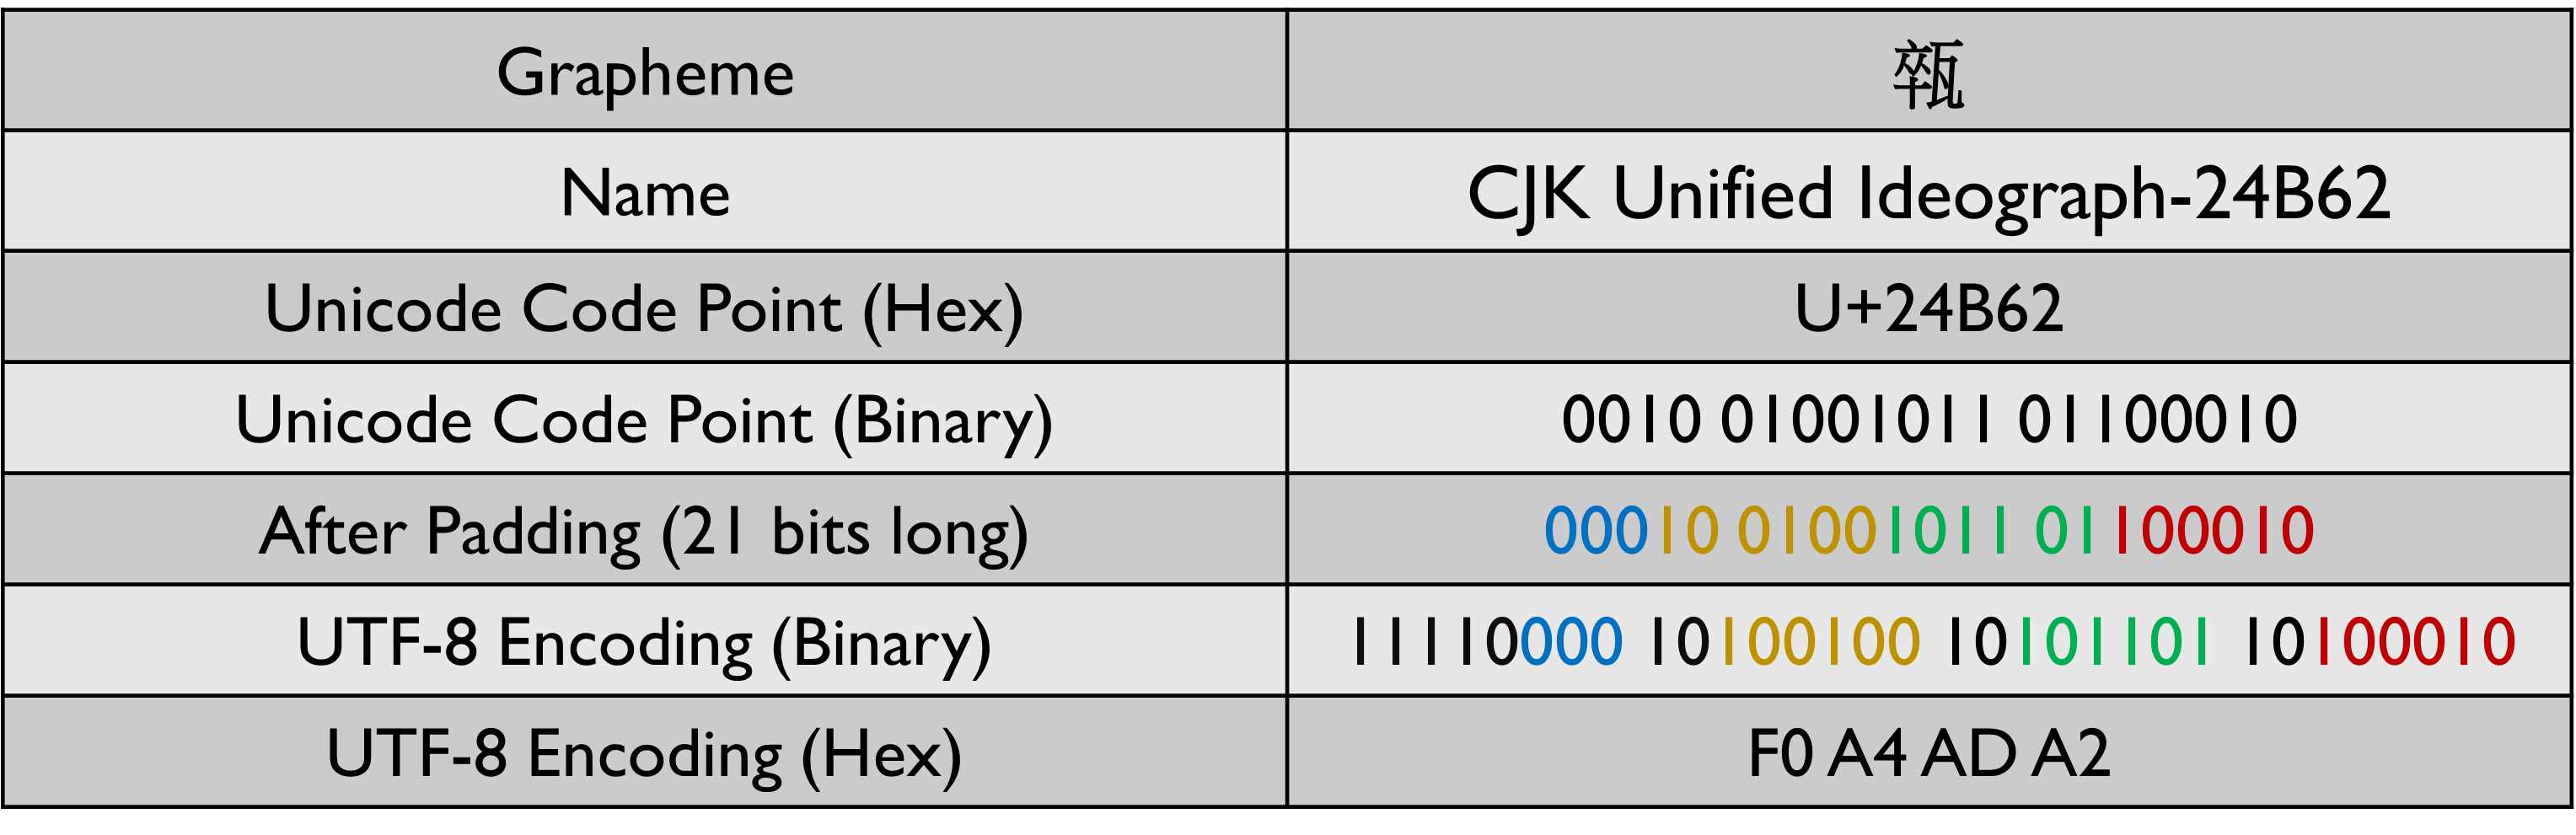 Grapheme 𤭢
Name CJK Unified Ideograph-24B62
Unicode Code Point (Hex) U+24B62
Unicode Code Point (Binary) 0010 01001011 01100010
After Padding (21 bits long) 00010 01001011 01100010
UTF-8 Encoding (Binary) 11110000 10100100 10101101 10100010
UTF-8 Encoding (Hex) F0 A4 AD A2